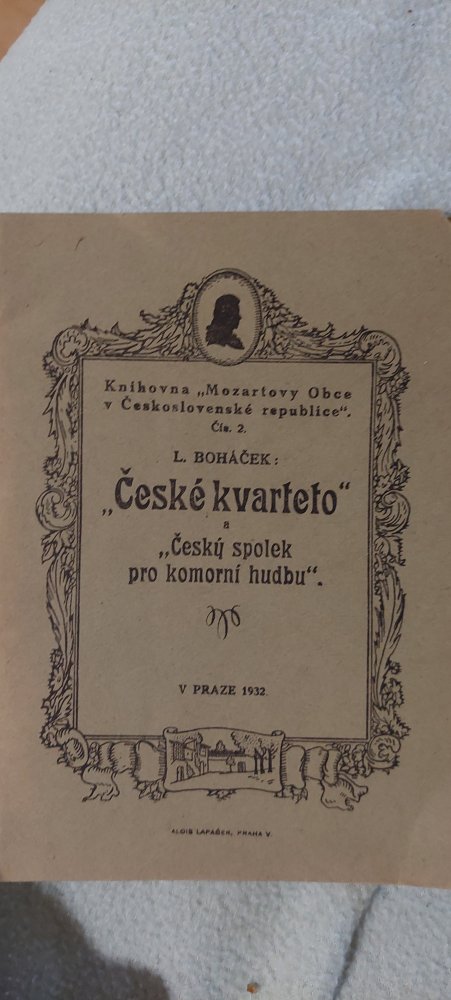 Knihovna „Mozartovy Obce
v Československé republice".
Čís. 2.
L. BOHÁČEK:
„České kvarteto"
a
„Český spolek
pro komorní hudbu".
V PRAZE 1932.
ALOIS LAPAČEK, PRAHA V.